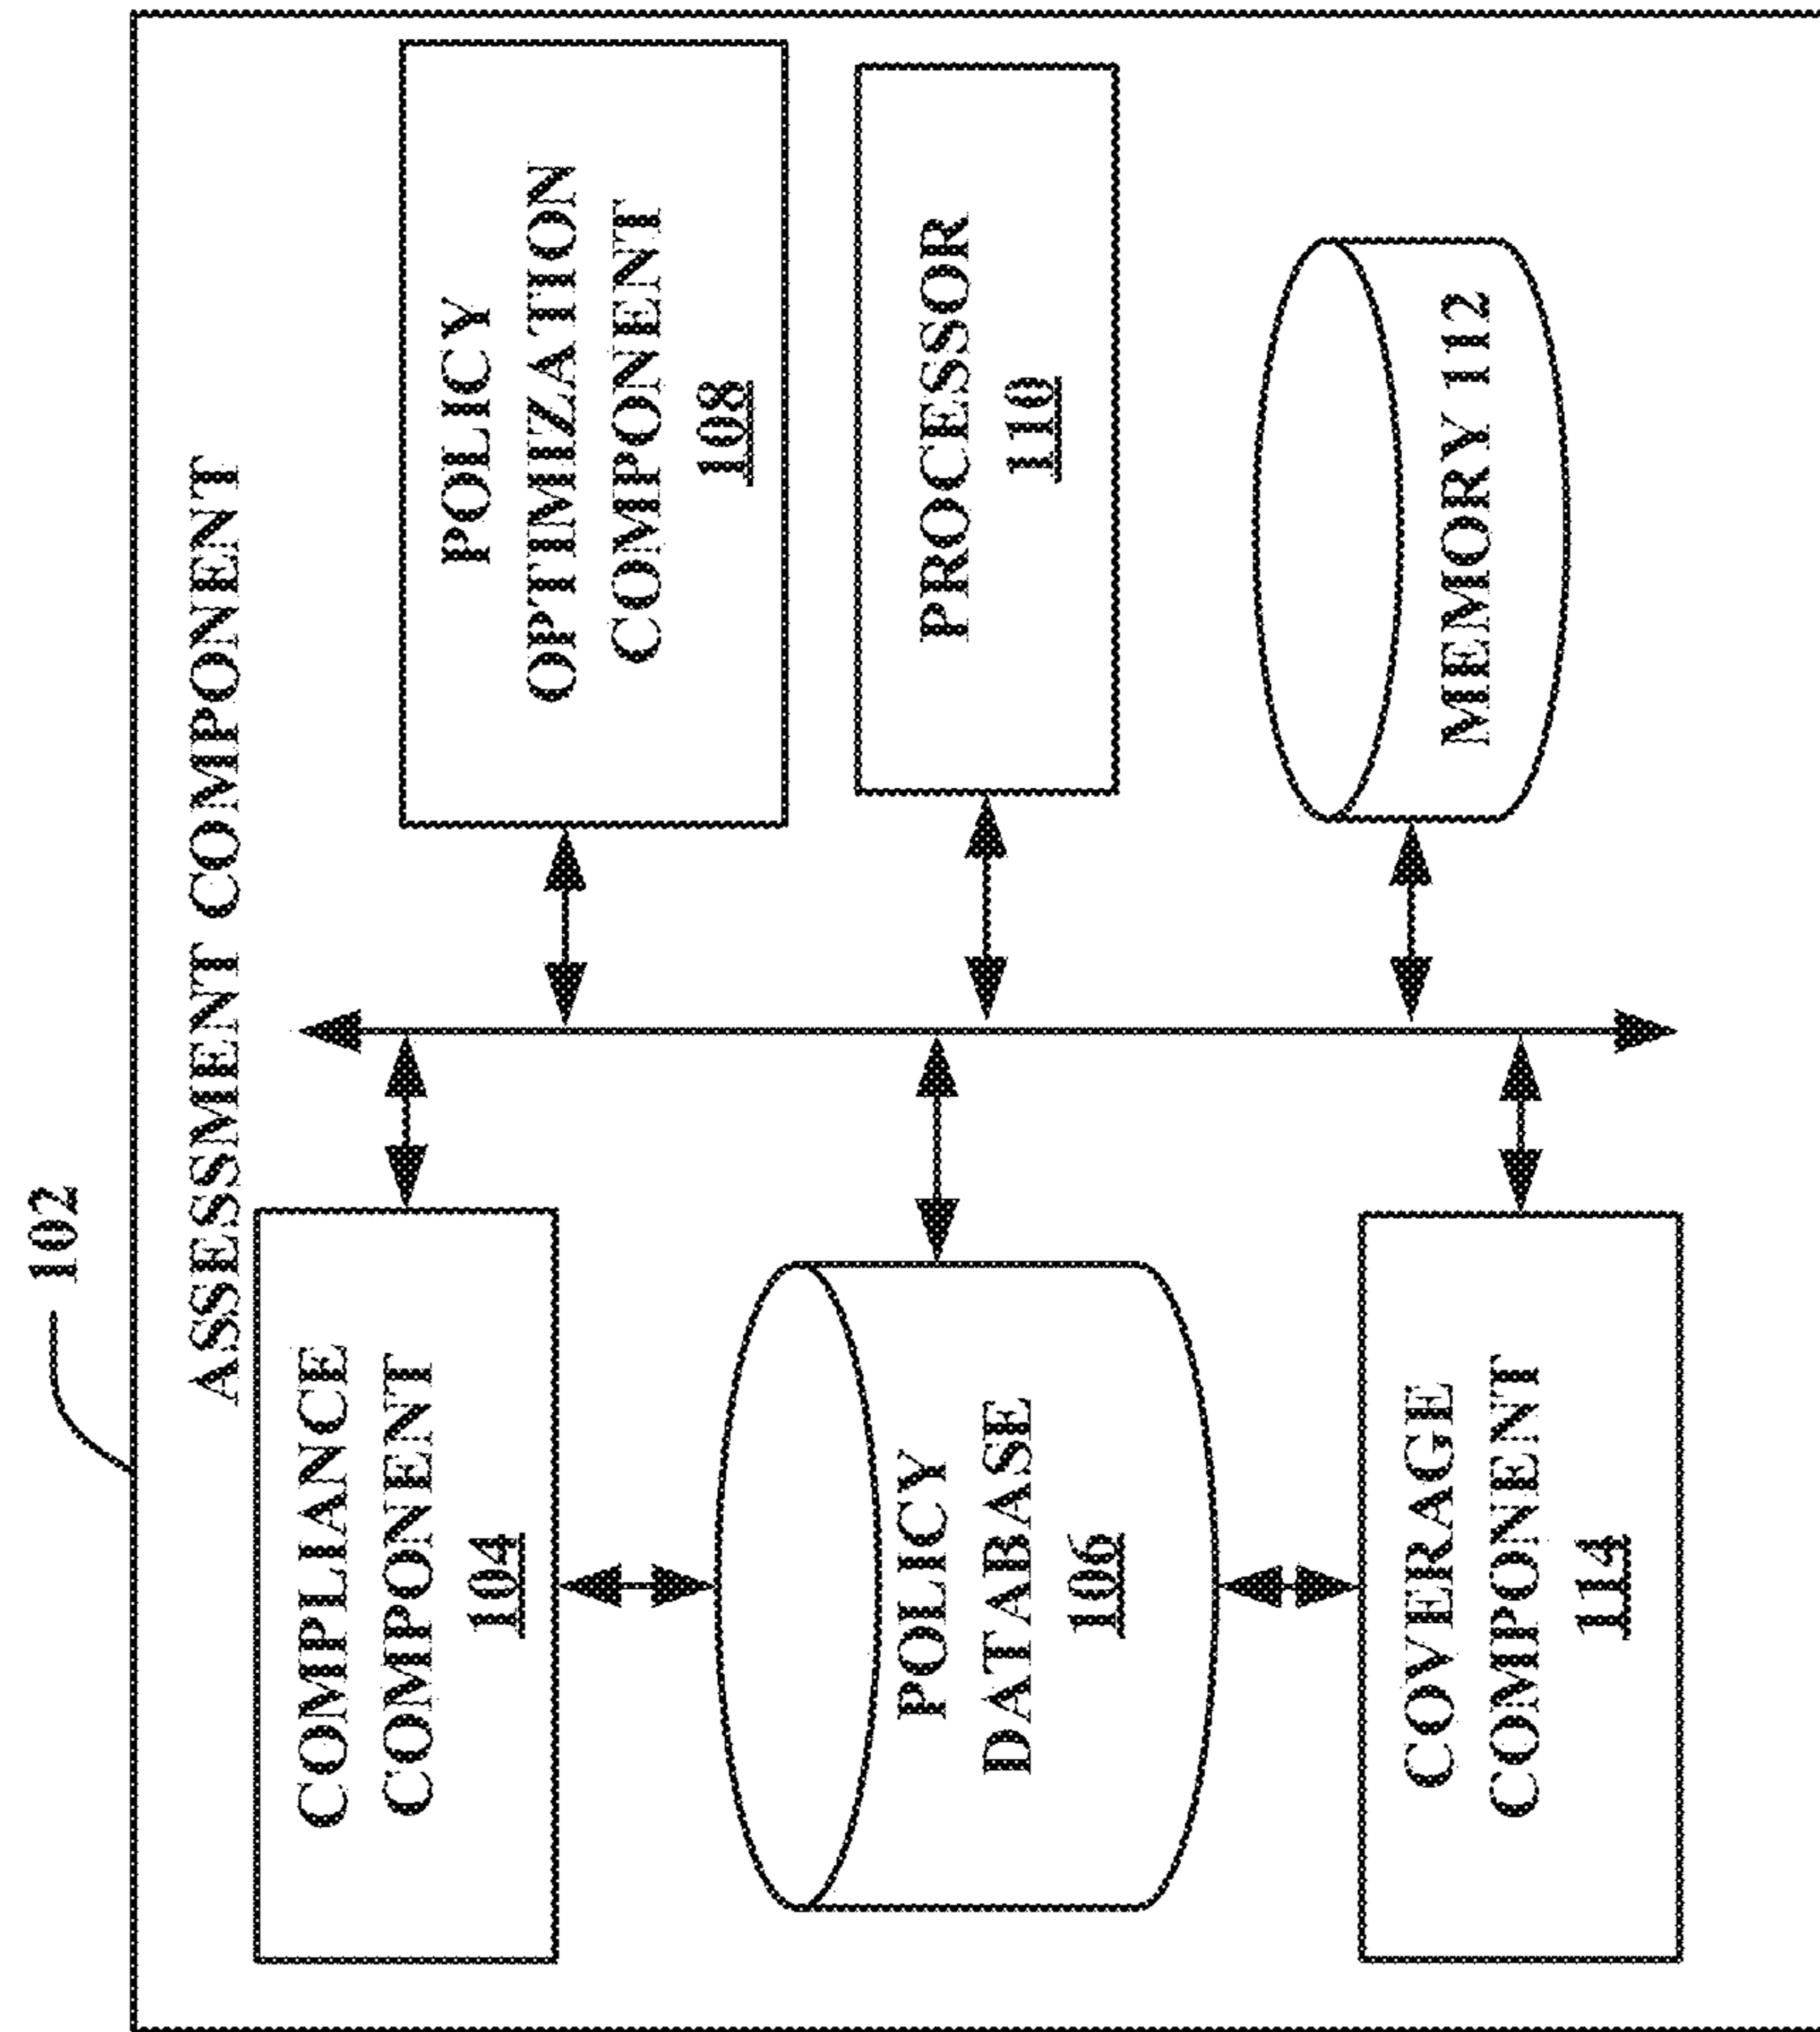 102
ASSESSMENT COMPONENT
COMPLIANCE
COMPONENT
104
POLICY
DATABASE
106
COVERAGE
COMPONENT
114
POLICY
OPTIMIZATION
COMPONENT
108
PROCESSOR
110
MEMORY 112